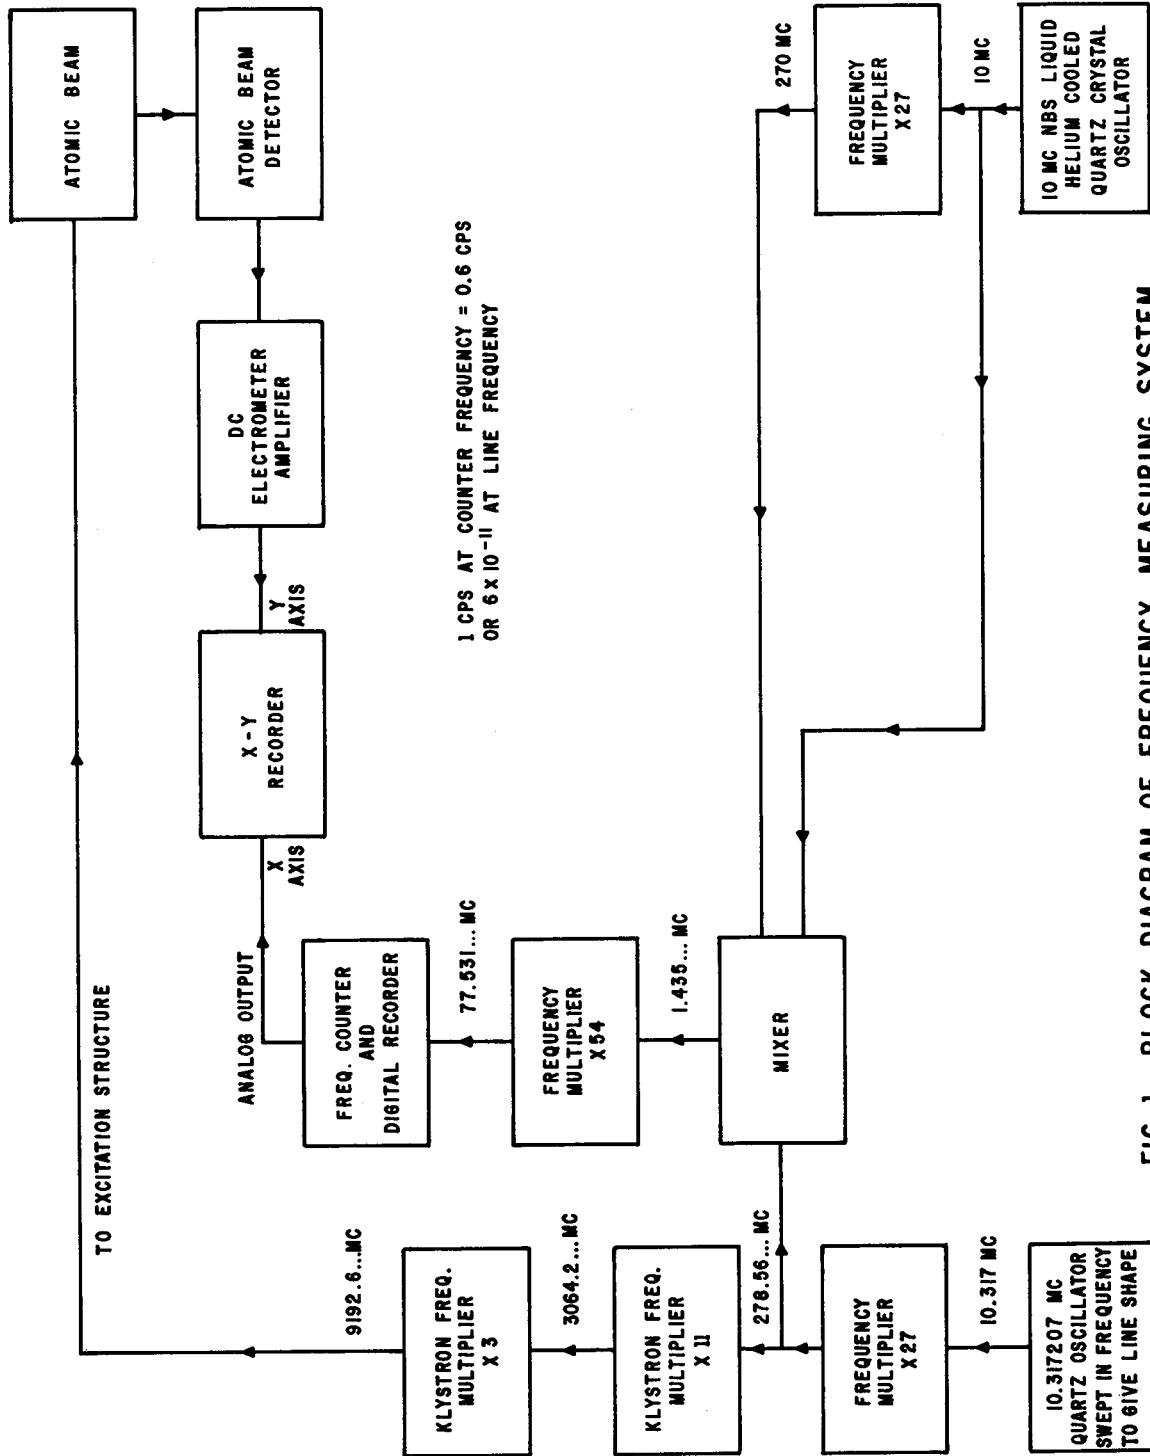 ATOMIC BEAM
ATOMIC BEAM
DETECTOR
DC
ELECTROMETER
AMPLIFIER
Y
AXIS
X-Y
RECORDER
X
AXIS
ANALOG OUTPUT
TO EXCITATION STRUCTURE
1 CPS AT COUNTER FREQUENCY = 0.6 CPS
OR 6 x 10⁻¹¹ AT LINE FREQUENCY
FREQ. COUNTER
AND
DIGITAL RECORDER
77.531... MC
FREQUENCY
MULTIPLIER
X54
1.435... MC
MIXER
9192.6...MC
KLYSTRON FREQ.
MULTIPLIER
X 3
3064.2...MC
KLYSTRON FREQ.
MULTIPLIER
X 11
278.56...MC
FREQUENCY
MULTIPLIER
X27
10.317 MC
10.317207 MC
QUARTZ OSCILLATOR
SWEPT IN FREQUENCY
TO GIVE LINE SHAPE
270 MC
FREQUENCY
MULTIPLIER
X27
10 MC
10 MC NBS LIQUID
HELIUM COOLED
QUARTZ CRYSTAL
OSCILLATOR
FIG. 1 BLOCK DIAGRAM OF FREQUENCY MEASURING SYSTEM